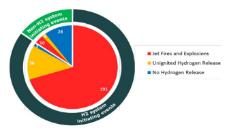 Non-H2 system
initiating events
26
H2 system
initiating events
Jet Fires and Explosions
Unignited Hydrogen Release
No Hydrogen Release